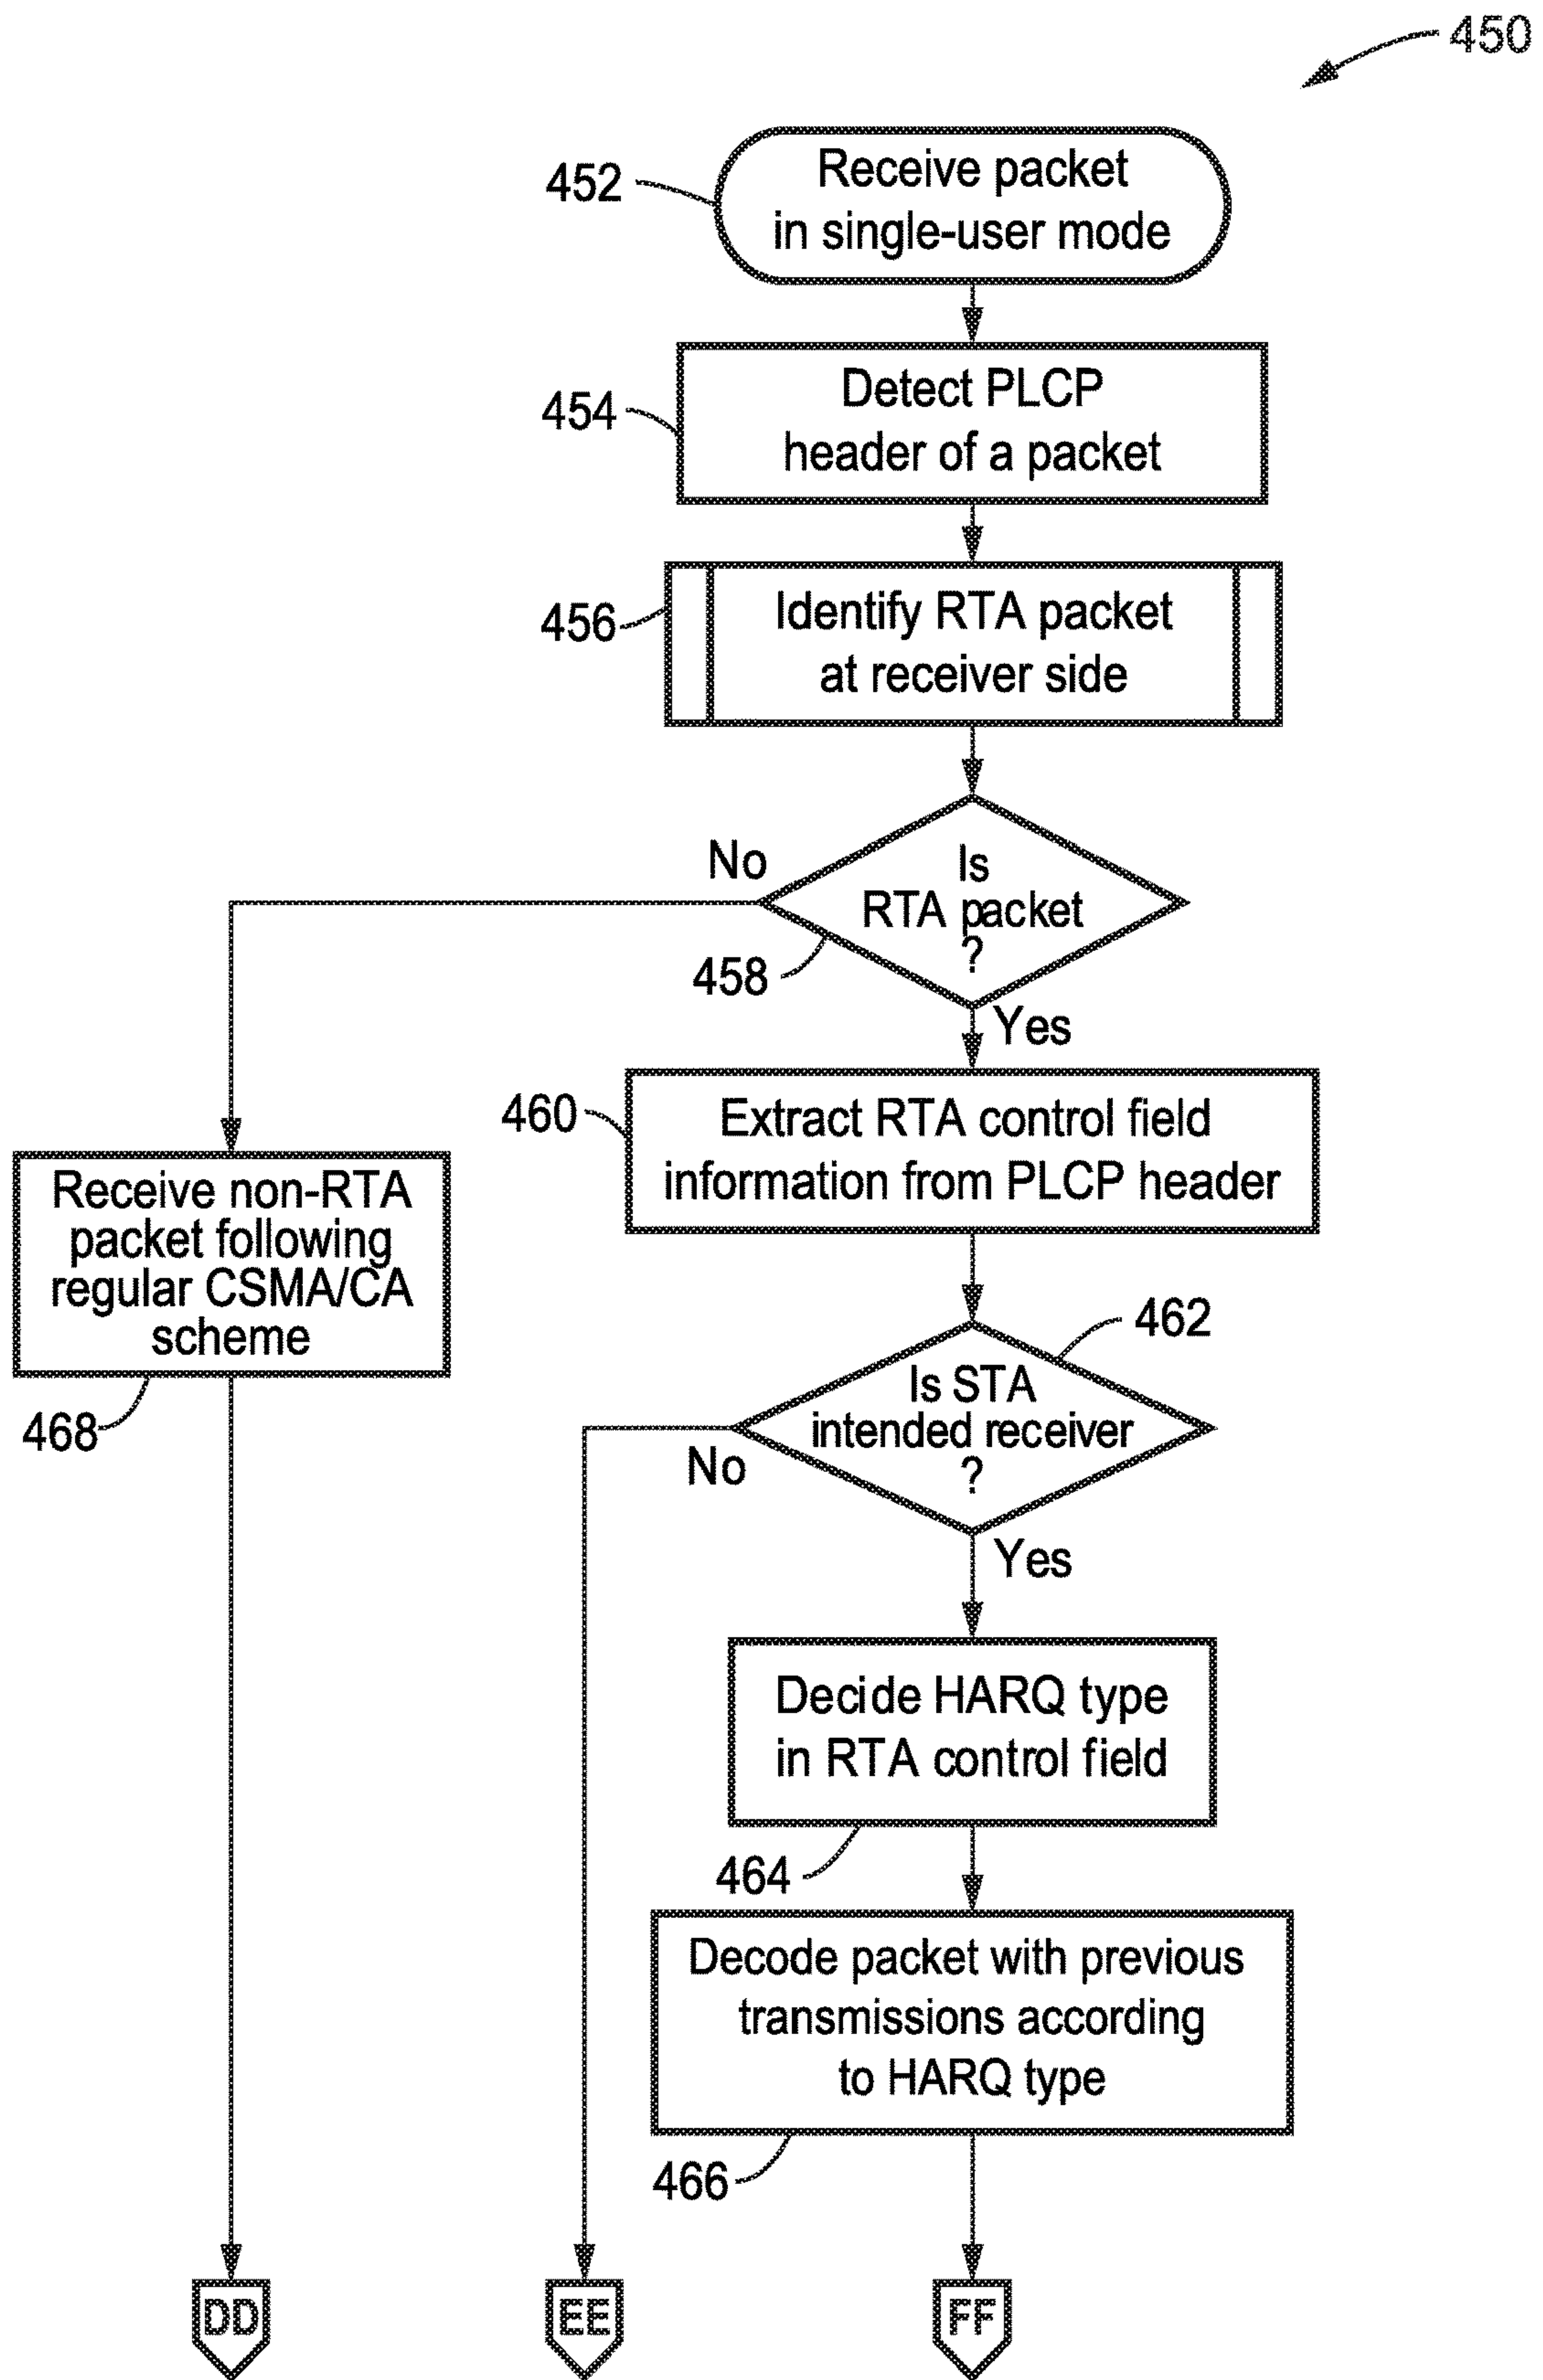 450
452
Receive packet
in single-user mode
454
Detect PLCP
header of a packet
456
Identify RTA packet
at receiver side
No
Is
RTA packet
?
458
Yes
460
Extract RTA control field
information from PLCP header
Receive non-RTA
packet following
regular CSMA/CA
scheme
468
462
Is STA
intended receiver
?
No
Yes
Decide HARQ type
in RTA control field
464
Decode packet with previous
transmissions according
to HARQ type
466
DD
EE
FF